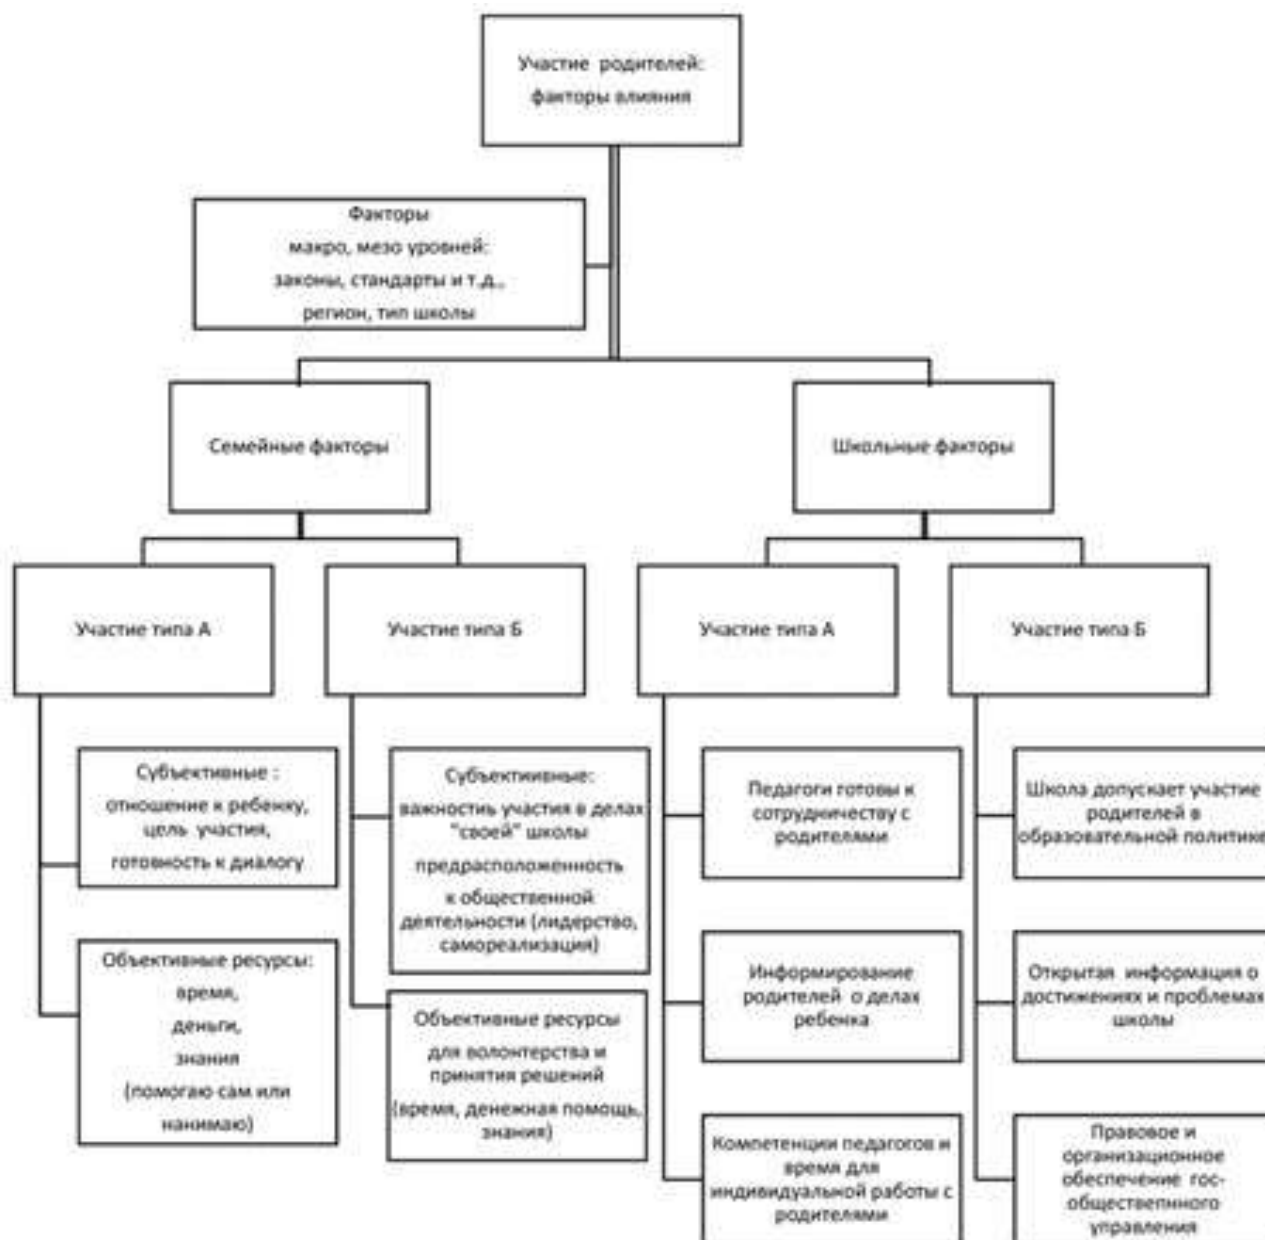 Участие родителей:
факторы влияния
Факторы
макро, мезо уровней:
законы, стандарты и т.д.,
регион, тип школы
Семейные факторы
Школьные факторы
Участие типа А
Участие типа Б
Участие типа А
Участие типа Б
Субъективные :
отношение к ребенку,
цель участия,
готовность к диалогу
Объективные ресурсы:
время,
деньги,
знания
(помогаю сам или
нанимаю)
Субъектиивные:
важностиь участия в делах
"своей" школы
предрасположенность
к общественной
деятельности (лидерство,
самореализация)
Объективные ресурсы
для волонтерства и
принятия решений
(время, денежная помощь,
знания)
Педагоги готовы к
сотрудничеству с
родителями
Информирование
родителей о делах
ребенка
Компетенции педагогов и
время для
индивидуальной работы с
родителями
Школа допускает участие
родителей в
образовательной политике
Открытая информация о
достижениях и проблемах
школы
Правовое и
организационное
обеспечение гос-
обществепнного
управления